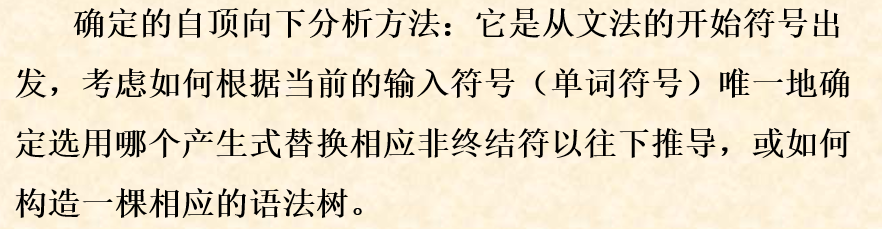 确定的自顶向下分析方法：它是从文法的开始符号出
发，考虑如何根据当前的输入符号（单词符号）唯一地确
定选用哪个产生式替换相应非终结符以往下推导，或如何
构造一棵相应的语法树。